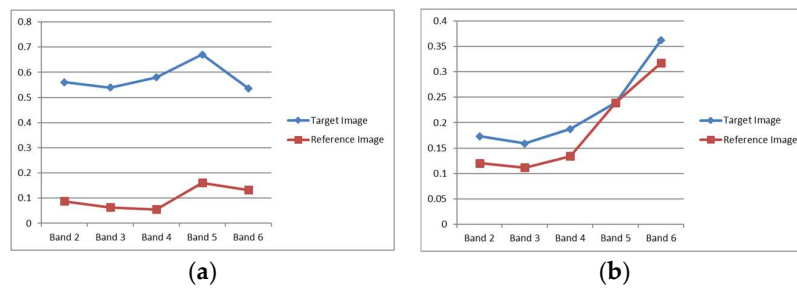 0.8
0.7
0.6
0.5
0.4
0.3
0.2
0.1
0
Band 2 Band 3 Band 4 Band 5 Band 6
Target Image
Reference Image
(a)
0.4
0.35
0.3
0.25
0.2
0.15
0.1
0.05
0
Band 2 Band 3 Band 4 Band 5 Band 6
Target Image
Reference Image
(b)